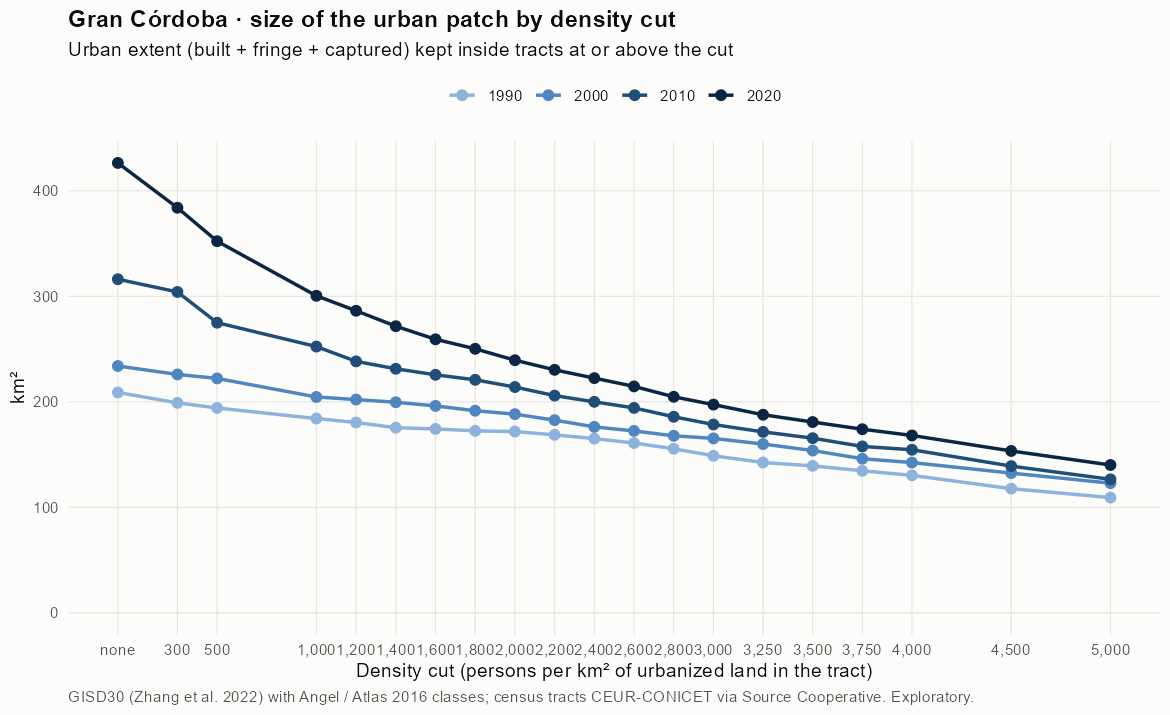 Gran Córdoba · size of the urban patch by density cut
Urban extent (built + fringe + captured) kept inside tracts at or above the cut
1990 2000 2010 2020
400
300
200
100
0
km²
none 300 500 1,000 1,200 1,400 1,600 1,800 2,000 2,200 2,400 2,600 2,800 3,000 3,250 3,500 3,750 4,000 4,500 5,000
Density cut (persons per km² of urbanized land in the tract)
GISD30 (Zhang et al. 2022) with Angel / Atlas 2016 classes; census tracts CEUR-CONICET via Source Cooperative. Exploratory.